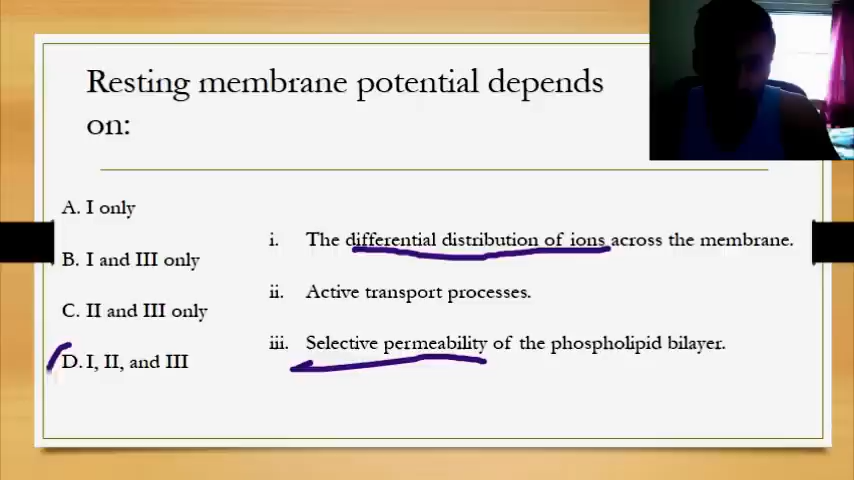 Resting membrane potential depends
on:
A. I only
B. I and III only
C. II and III only
D. I, II, and III
i. The differential distribution of ions across the membrane.
ii. Active transport processes.
iii. Selective permeability of the phospholipid bilayer.